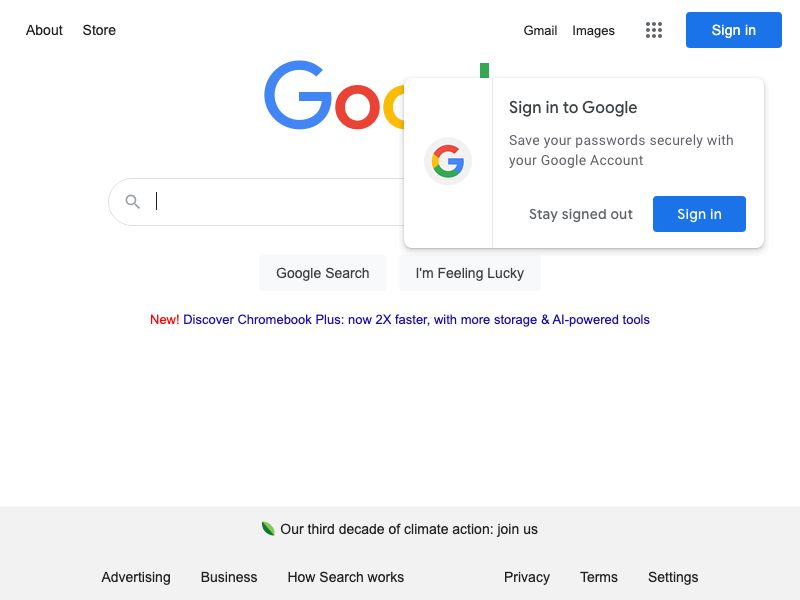 About Store Gmail Images Sign in
Sign in to Google
Save your passwords securely with
your Google Account
Stay signed out Sign in
Google Search I'm Feeling Lucky
New! Discover Chromebook Plus: now 2X faster, with more storage & AI-powered tools
Our third decade of climate action: join us
Advertising Business How Search works Privacy Terms Settings